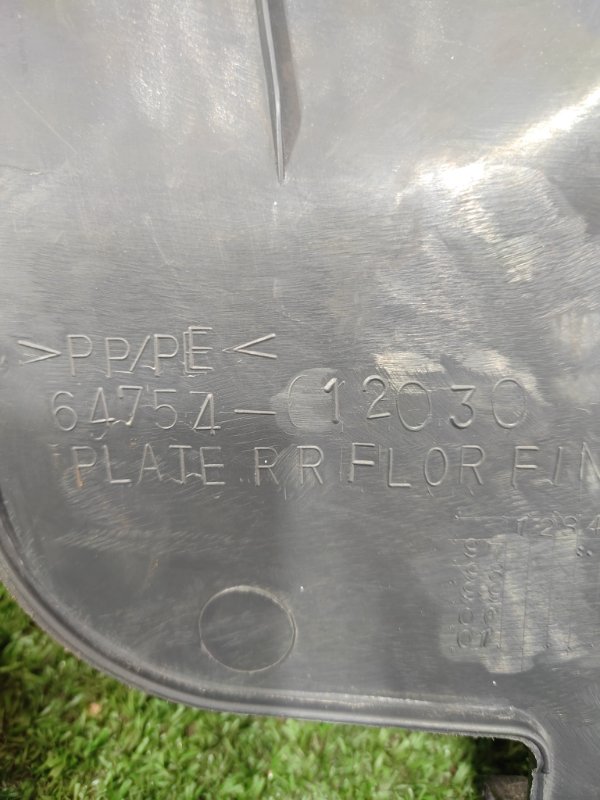 >PP/PE<
64754-12030
PLATE RR FLOR FIN